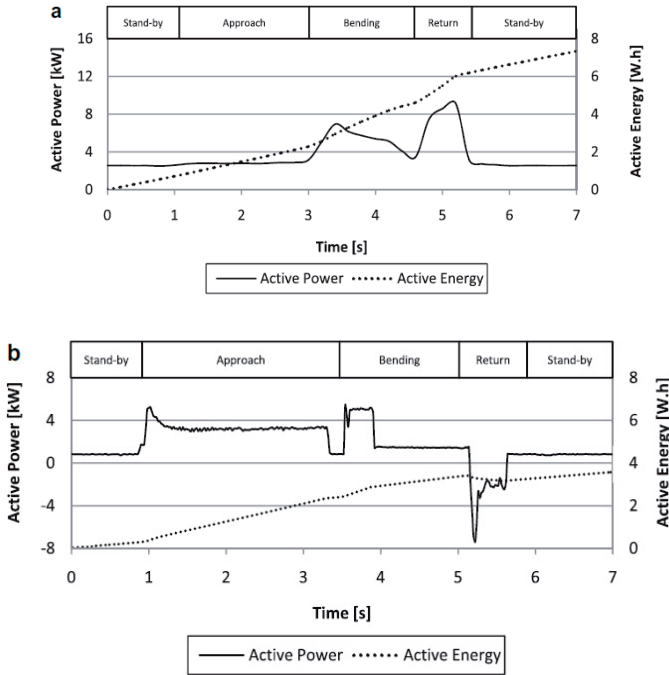 a
Stand-by Approach Bending Return Stand-by
16 8
12 6
8 4
4 2
0 0
0 1 2 3 4 5 6 7
Active Power [kW]
Active Energy [W.h]
Time [s]
Active Power Active Energy
b
Stand-by Approach Bending Return Stand-by
8 8
4 6
0 4
-4 2
-8 0
0 1 2 3 4 5 6 7
Active Power [kW]
Active Energy [W.h]
Time [s]
Active Power Active Energy